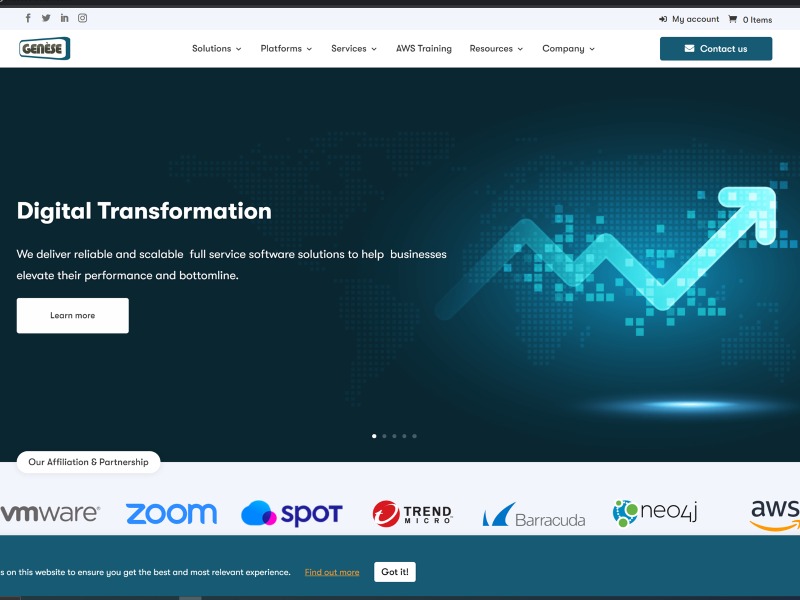 My account
0 Items
GENÈSE
Solutions
Platforms
Services
AWS Training
Resources
Company
Contact us
Digital Transformation
We deliver reliable and scalable full service software solutions to help businesses
elevate their performance and bottomline.
Learn more
Our Affiliation & Partnership
vmware®
zoom
spot
TREND
MICRO™
Barracuda
neo4j
aws
s on this website to ensure you get the best and most relevant experience.
Find out more
Got it!